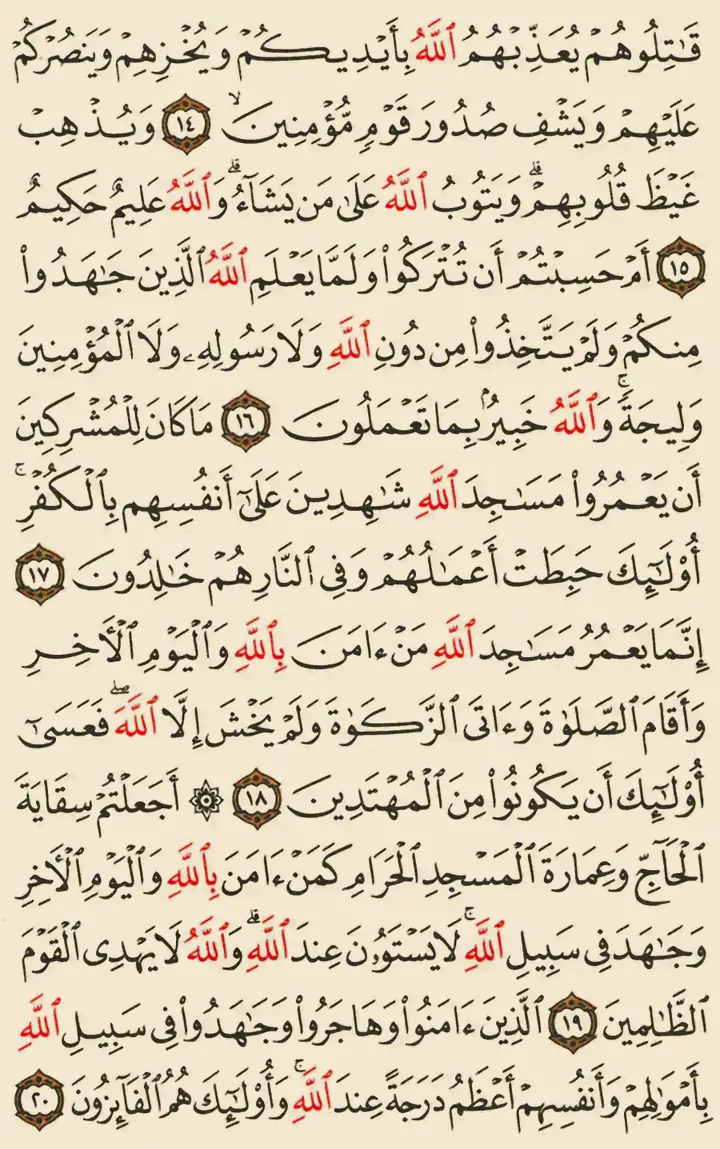 قَٰتِلُوهُمْ يُعَذِّبْهُمُ ٱللَّهُ بِأَيْدِيكُمْ وَيُخْزِهِمْ وَيَنصُرْكُمْ
عَلَيْهِمْ وَيَشْفِ صُدُورَ قَوْمٍ مُّؤْمِنِينَ ۙ ١٤ وَيُذْهِبْ
غَيْظَ قُلُوبِهِمْ ۗ وَيَتُوبُ ٱللَّهُ عَلَىٰ مَن يَشَآءُ ۗ وَٱللَّهُ عَلِيمٌ حَكِيمٌ
١٥ أَمْ حَسِبْتُمْ أَن تُتْرَكُوا۟ وَلَمَّا يَعْلَمِ ٱللَّهُ ٱلَّذِينَ جَٰهَدُوا۟
مِنكُمْ وَلَمْ يَتَّخِذُوا۟ مِن دُونِ ٱللَّهِ وَلَا رَسُولِهِۦ وَلَا ٱلْمُؤْمِنِينَ
وَلِيجَةً ۚ وَٱللَّهُ خَبِيرٌۢ بِمَا تَعْمَلُونَ ١٦ مَا كَانَ لِلْمُشْرِكِينَ
أَن يَعْمُرُوا۟ مَسَٰجِدَ ٱللَّهِ شَٰهِدِينَ عَلَىٰٓ أَنفُسِهِم بِٱلْكُفْرِ ۚ
أُو۟لَٰٓئِكَ حَبِطَتْ أَعْمَٰلُهُمْ وَفِى ٱلنَّارِ هُمْ خَٰلِدُونَ ١٧
إِنَّمَا يَعْمُرُ مَسَٰجِدَ ٱللَّهِ مَنْ ءَامَنَ بِٱللَّهِ وَٱلْيَوْمِ ٱلْـَٔاخِرِ
وَأَقَامَ ٱلصَّلَوٰةَ وَءَاتَى ٱلزَّكَوٰةَ وَلَمْ يَخْشَ إِلَّا ٱللَّهَ ۖ فَعَسَىٰٓ
أُو۟لَٰٓئِكَ أَن يَكُونُوا۟ مِنَ ٱلْمُهْتَدِينَ ١٨ ۞ أَجَعَلْتُمْ سِقَايَةَ
ٱلْحَآجِّ وَعِمَارَةَ ٱلْمَسْجِدِ ٱلْحَرَامِ كَمَنْ ءَامَنَ بِٱللَّهِ وَٱلْيَوْمِ ٱلْـَٔاخِرِ
وَجَٰهَدَ فِى سَبِيلِ ٱللَّهِ ۚ لَا يَسْتَوُۥنَ عِندَ ٱللَّهِ ۗ وَٱللَّهُ لَا يَهْدِى ٱلْقَوْمَ
ٱلظَّٰلِمِينَ ١٩ ٱلَّذِينَ ءَامَنُوا۟ وَهَاجَرُوا۟ وَجَٰهَدُوا۟ فِى سَبِيلِ ٱللَّهِ
بِأَمْوَٰلِهِمْ وَأَنفُسِهِمْ أَعْظَمُ دَرَجَةً عِندَ ٱللَّهِ ۚ وَأُو۟لَٰٓئِكَ هُمُ ٱلْفَآئِزُونَ ٢٠